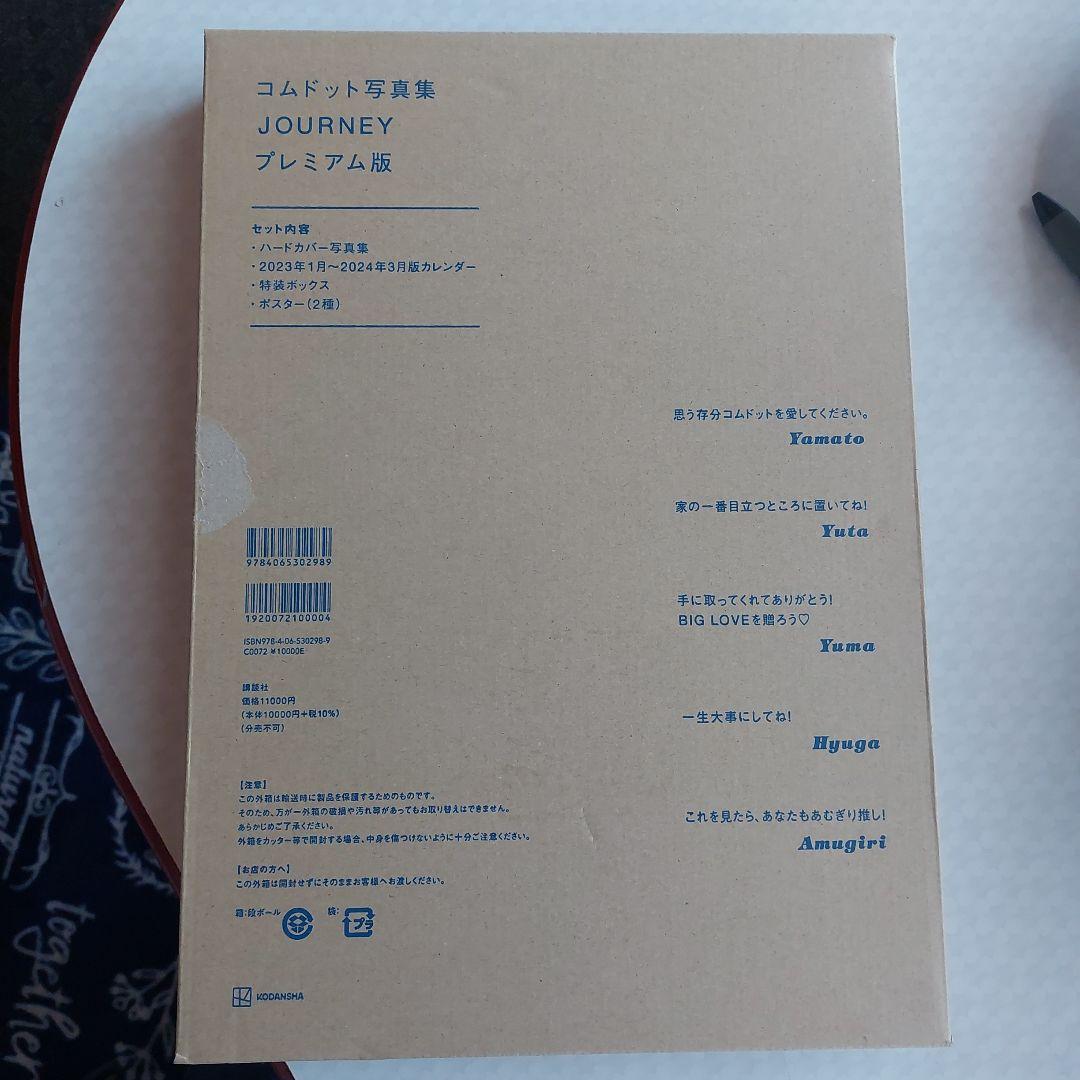 コムドット写真集
JOURNEY
プレミアム版
セット内容
・ハードカバー写真集
・2023年1月〜2024年3月版カレンダー
・特装ボックス
・ポスター(2種)
思う存分コムドットを愛してください。
Yamato
家の一番目立つところに置いてね!
Yuta
手に取ってくれてありがとう!
BIG LOVEを贈ろう♡
Yuma
一生大事にしてね!
Hyuga
これを見たら、あなたもあむぎり推し!
Amugiri
9784065302989
1920072100004
ISBN978-4-06-530298-9
C0072 ¥10000E
講談社
価格11000円
(本体10000円+税10%)
(分売不可)
【注意】
この外箱は輸送時に製品を保護するためのものです。
そのため、万が一外箱の破損や汚れ等があってもお取り替えはできません。
あらかじめご了承ください。
外箱をカッター等で開封する場合、中身を傷つけないように十分ご注意ください。
【お店の方へ】
この外箱は開封せずにそのままお客様へお渡しください。
箱:段ボール
袋:
プラ
KODANSHA
natural
together